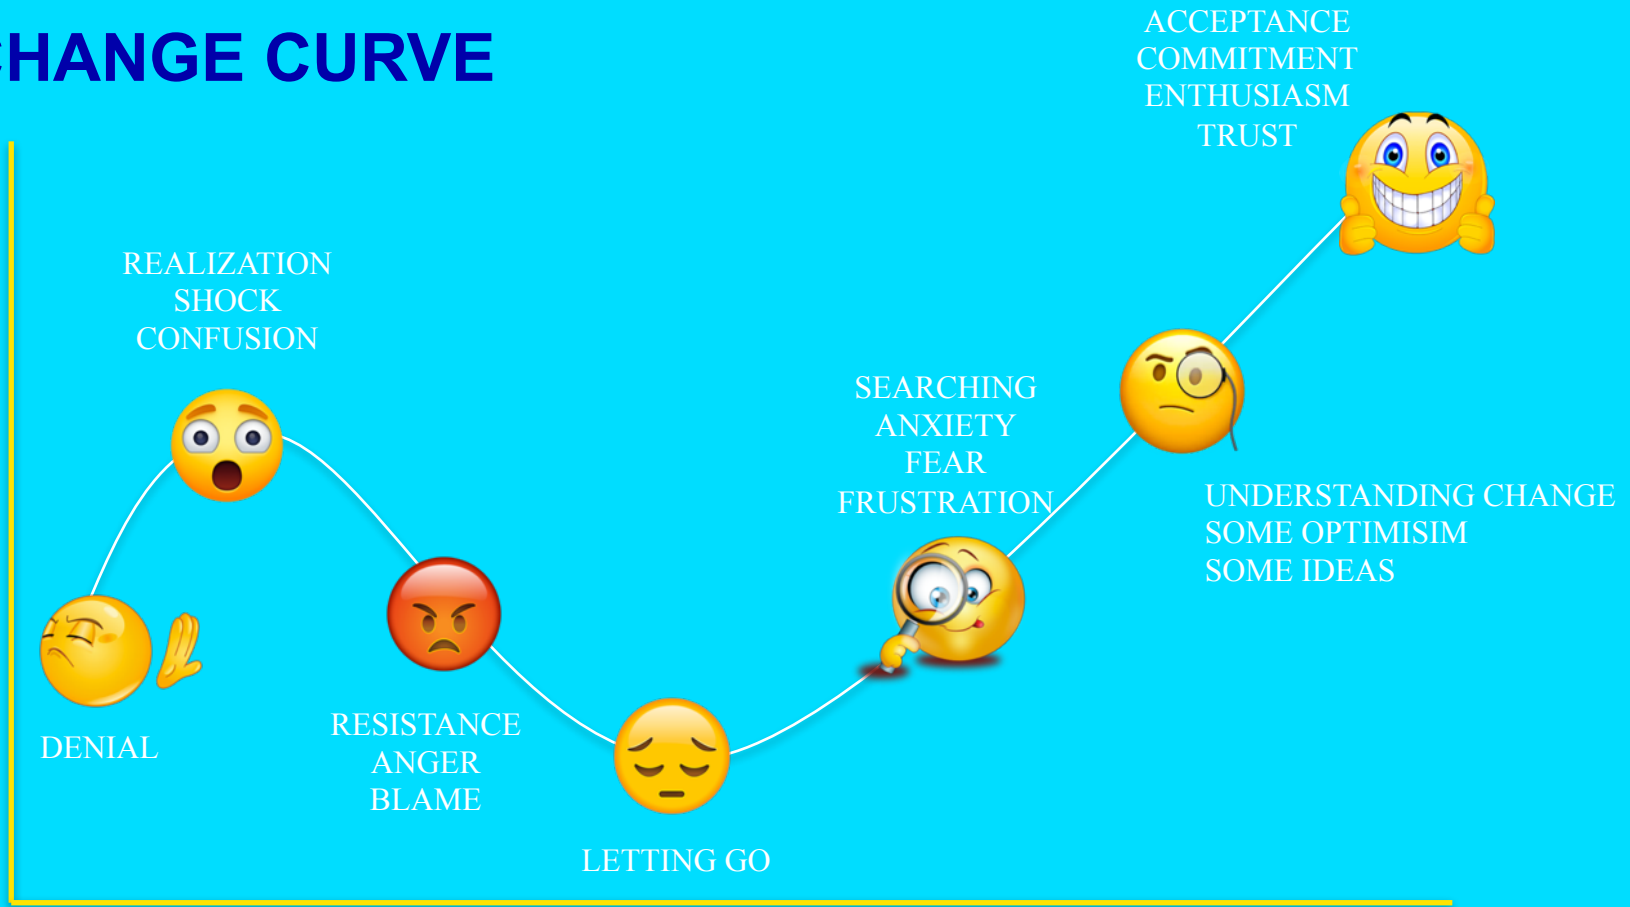 CHANGE CURVE
ACCEPTANCE
COMMITMENT
ENTHUSIASM
TRUST
REALIZATION
SHOCK
CONFUSION
SEARCHING
ANXIETY
FEAR
FRUSTRATION
UNDERSTANDING CHANGE
SOME OPTIMISIM
SOME IDEAS
DENIAL
RESISTANCE
ANGER
BLAME
LETTING GO